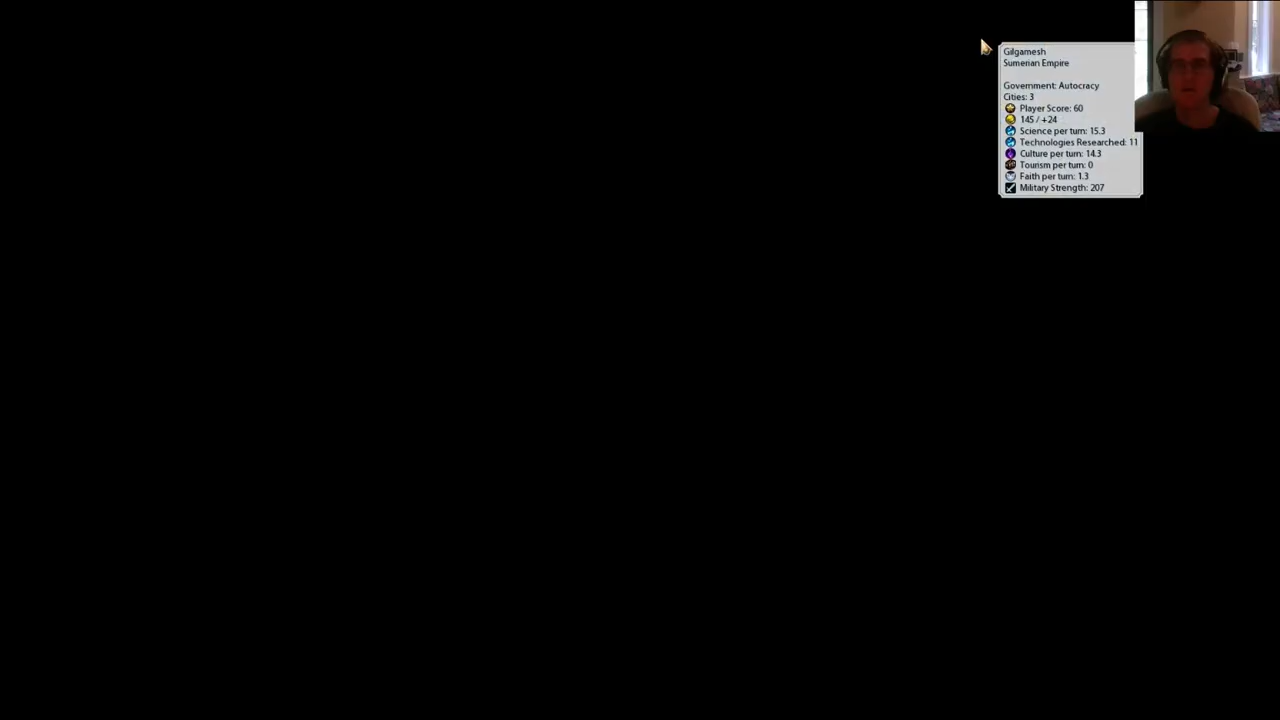 Gilgamesh
Sumerian Empire
Government: Autocracy
Cities: 3
Player Score: 60
145 / +24
Science per turn: 15.3
Technologies Researched: 11
Culture per turn: 14.3
Tourism per turn: 0
Faith per turn: 1.3
Military Strength: 207